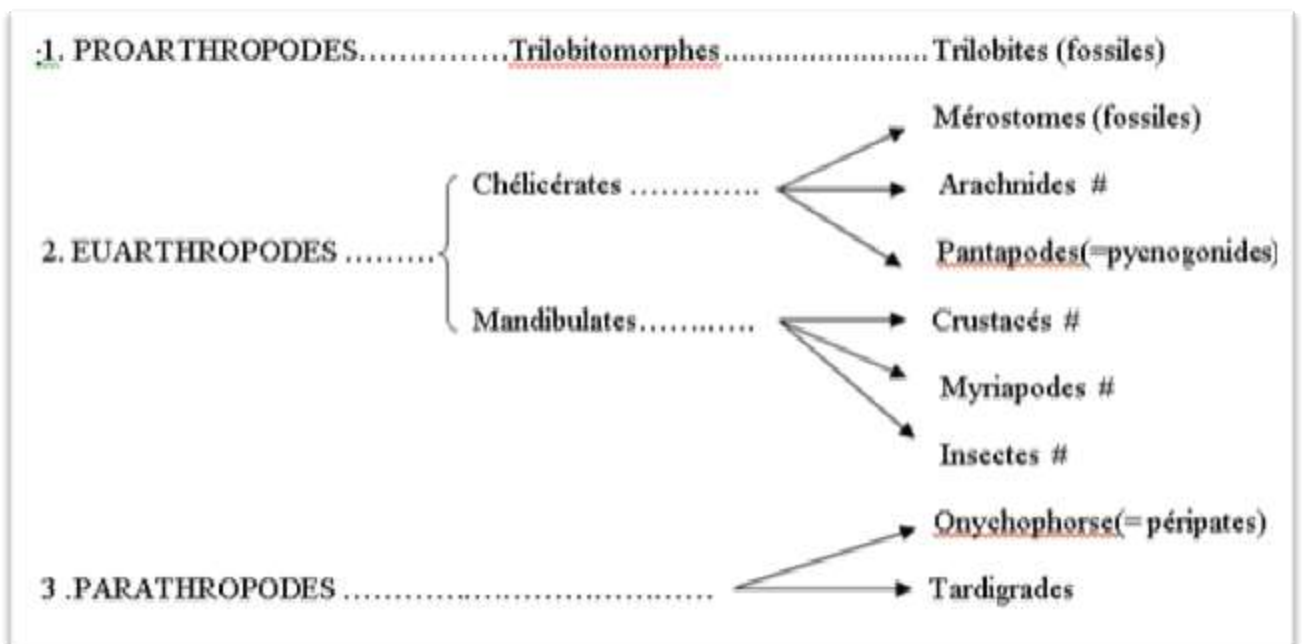 :1. PROARTHROPODES...............Trilobitomorphes........................Trilobites (fossiles)
Mérostomes (fossiles)
Chélicérates .............
Arachnides #
2. EUARTHROPODES .........
Pantapodes(=pycnogonides)
Mandibulates............
Crustacés #
Myriapodes #
Insectes #
Onychophorse(= péripates)
3 .PARATHROPODES ......................................
Tardigrades